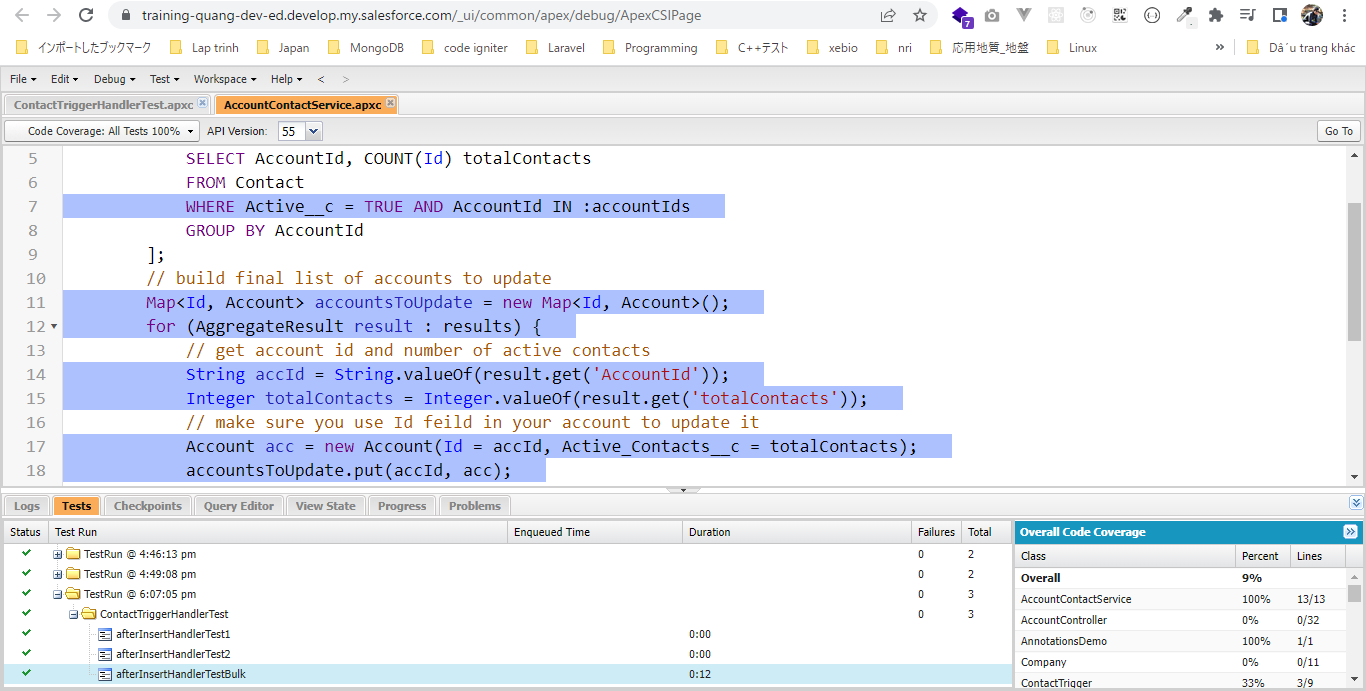 training-quang-dev-ed.develop.my.salesforce.com/_ui/common/apex/debug/ApexCSIPage
7
インポートしたブックマーク Lap trinh Japan MongoDB code igniter Laravel Programming C++テスト xebio nri 応用地質_地盤 Linux » Dấu trang khác
File Edit Debug Test Workspace Help < >
ContactTriggerHandlerTest.apxc AccountContactService.apxc
Code Coverage: All Tests 100% API Version: 55 Go To
5 SELECT AccountId, COUNT(Id) totalContacts
6 FROM Contact
7 WHERE Active__c = TRUE AND AccountId IN :accountIds
8 GROUP BY AccountId
9 ];
10 // build final list of accounts to update
11 Map<Id, Account> accountsToUpdate = new Map<Id, Account>();
12 for (AggregateResult result : results) {
13 // get account id and number of active contacts
14 String accId = String.valueOf(result.get('AccountId'));
15 Integer totalContacts = Integer.valueOf(result.get('totalContacts'));
16 // make sure you use Id feild in your account to update it
17 Account acc = new Account(Id = accId, Active_Contacts__c = totalContacts);
18 accountsToUpdate.put(accId, acc);
Logs Tests Checkpoints Query Editor View State Progress Problems
Status Test Run Enqueued Time Duration Failures Total
TestRun @ 4:46:13 pm 0 2
TestRun @ 4:49:08 pm 0 2
TestRun @ 6:07:05 pm 0 3
ContactTriggerHandlerTest 0 3
afterInsertHandlerTest1 0:00
afterInsertHandlerTest2 0:00
afterInsertHandlerTestBulk 0:12
Overall Code Coverage
Class Percent Lines
Overall 9%
AccountContactService 100% 13/13
AccountController 0% 0/32
AnnotationsDemo 100% 1/1
Company 0% 0/11
ContactTrigger 33% 3/9